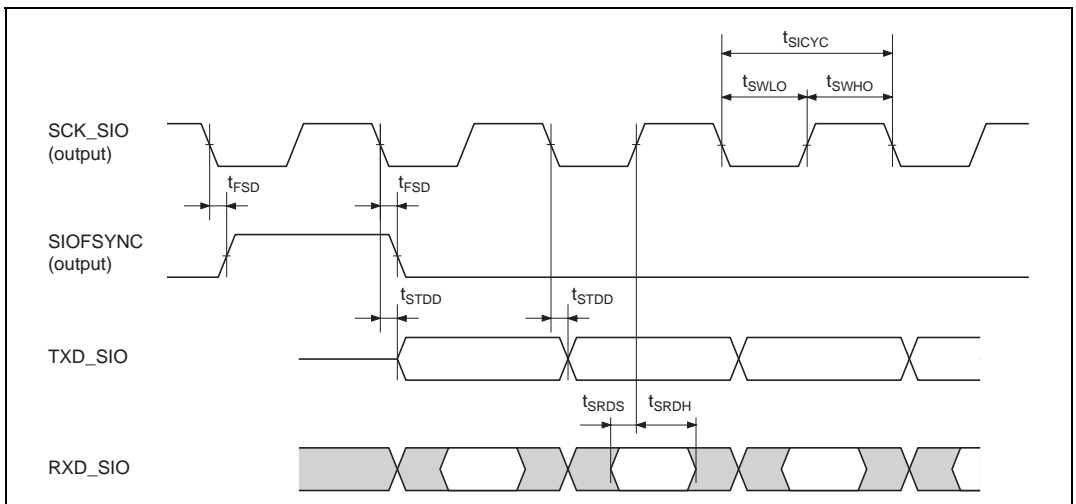 tSICYC
tSWLO tSWHO
SCK_SIO
(output)
tFSD tFSD
SIOFSYNC
(output)
tSTDD tSTDD
TXD_SIO
tSRDS tSRDH
RXD_SIO